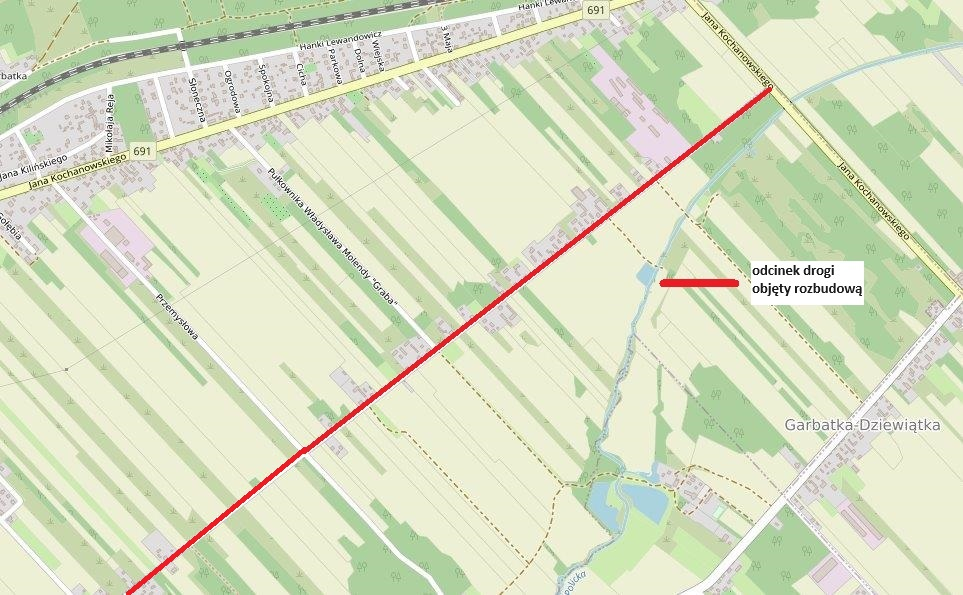 Hanki Lewandowicz
691
Jana Kochanowskiego
Hanki Lewandowicz
3 Maja
Wiejska
Dolna
Parkowa
Cicha
Spokojna
Ogrodowa
Słoneczna
Mikołaja Reja
691
Jana Kilińskiego
Jana Kochanowskiego
Jana Kochanowskiego
Pułkownika Władysława Molendy "Graba"
odcinek drogi
objęty rozbudową
Przemysłowa
Garbatka-Dziewiątka